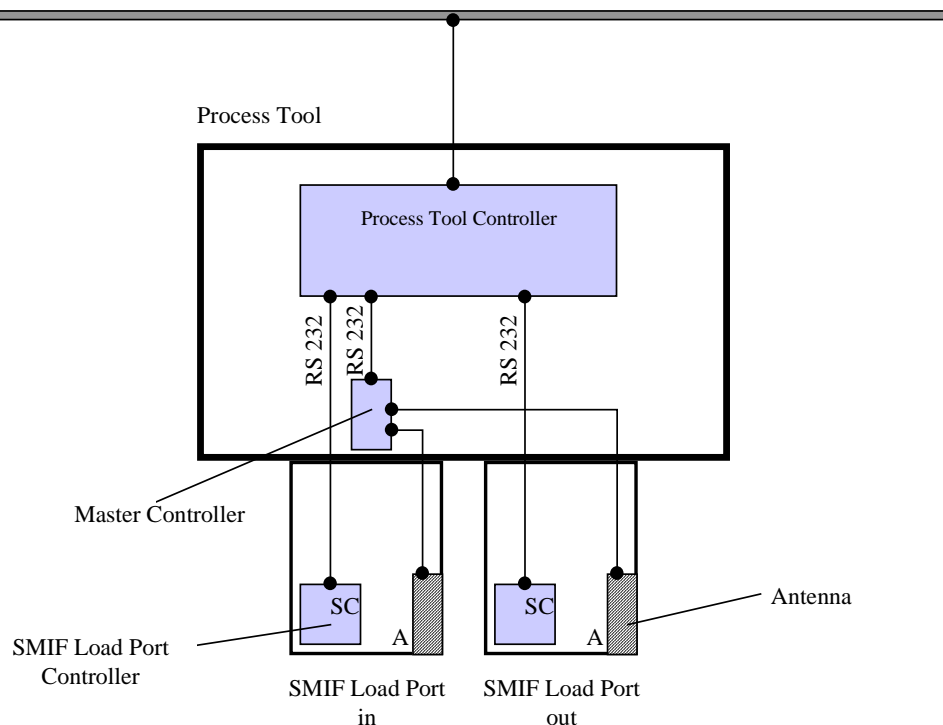 Process Tool
Process Tool Controller
RS 232
RS 232
RS 232
Master Controller
SC
SC
Antenna
A
A
SMIF Load Port
Controller
SMIF Load Port
in
SMIF Load Port
out